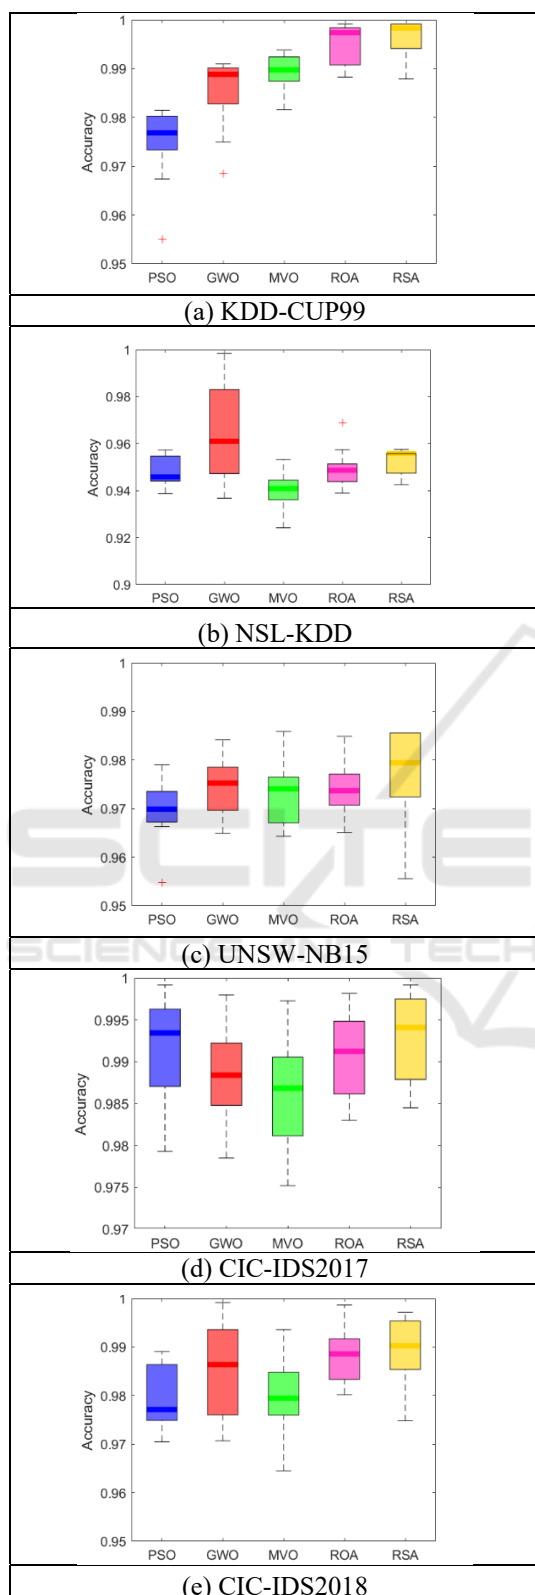 1
0.99
0.98
0.97
0.96
0.95
Accuracy
PSO GWO MVO ROA RSA
(a) KDD-CUP99
1
0.98
0.96
0.94
0.92
0.9
Accuracy
PSO GWO MVO ROA RSA
(b) NSL-KDD
1
0.99
0.98
0.97
0.96
0.95
Accuracy
PSO GWO MVO ROA RSA
(c) UNSW-NB15
1
0.995
0.99
0.985
0.98
0.975
0.97
Accuracy
PSO GWO MVO ROA RSA
(d) CIC-IDS2017
1
0.99
0.98
0.97
0.96
0.95
Accuracy
PSO GWO MVO ROA RSA
(e) CIC-IDS2018
SCITE
SCIENCE AND TECH